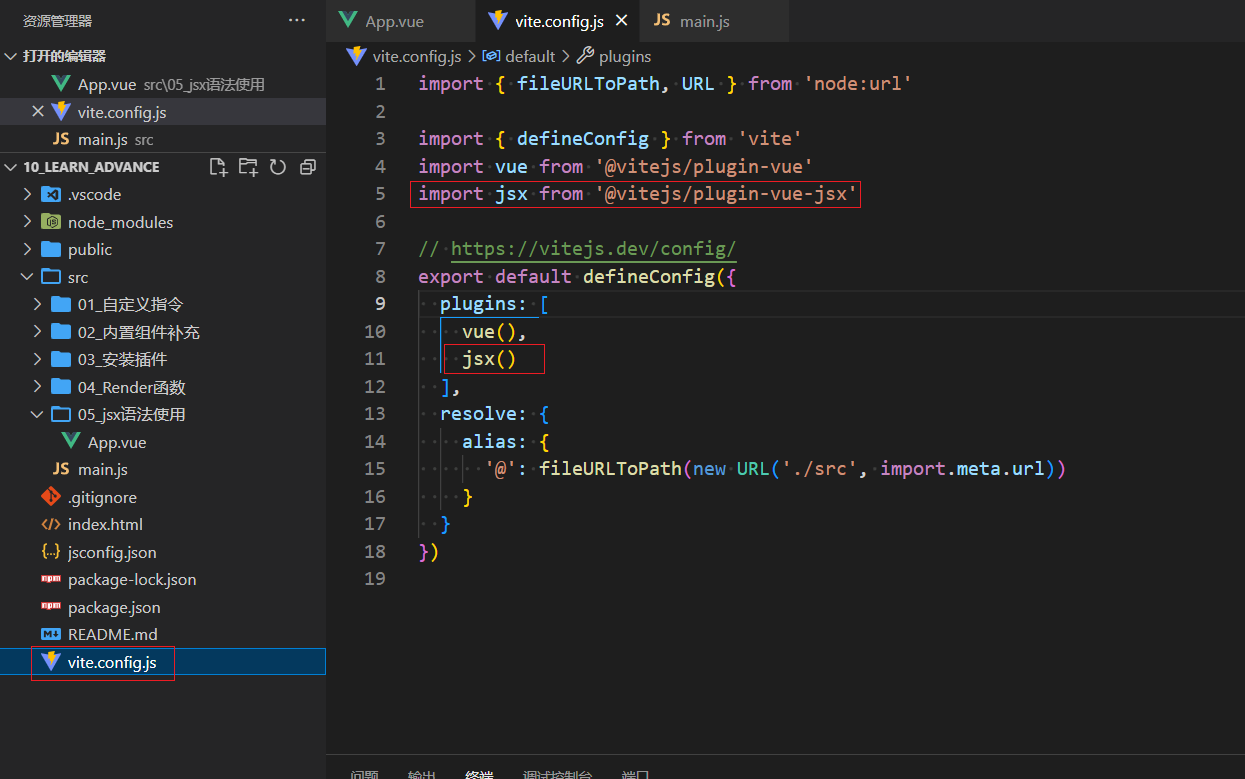 资源管理器 ···
打开的编辑器
App.vue src\05_jsx语法使用
vite.config.js
JS main.js src
10_LEARN_ADVANCE
.vscode
node_modules
public
src
01_自定义指令
02_内置组件补充
03_安装插件
04_Render函数
05_jsx语法使用
App.vue
JS main.js
.gitignore
index.html
jsconfig.json
package-lock.json
package.json
README.md
vite.config.js
App.vue vite.config.js JS main.js
vite.config.js > default > plugins
1 import { fileURLToPath, URL } from 'node:url'
2
3 import { defineConfig } from 'vite'
4 import vue from '@vitejs/plugin-vue'
5 import jsx from '@vitejs/plugin-vue-jsx'
6
7 // https://vitejs.dev/config/
8 export default defineConfig({
9 plugins: [
10 vue(),
11 jsx()
12 ],
13 resolve: {
14 alias: {
15 '@': fileURLToPath(new URL('./src', import.meta.url))
16 }
17 }
18 })
19
问题 输出 终端 调试控制台 端口